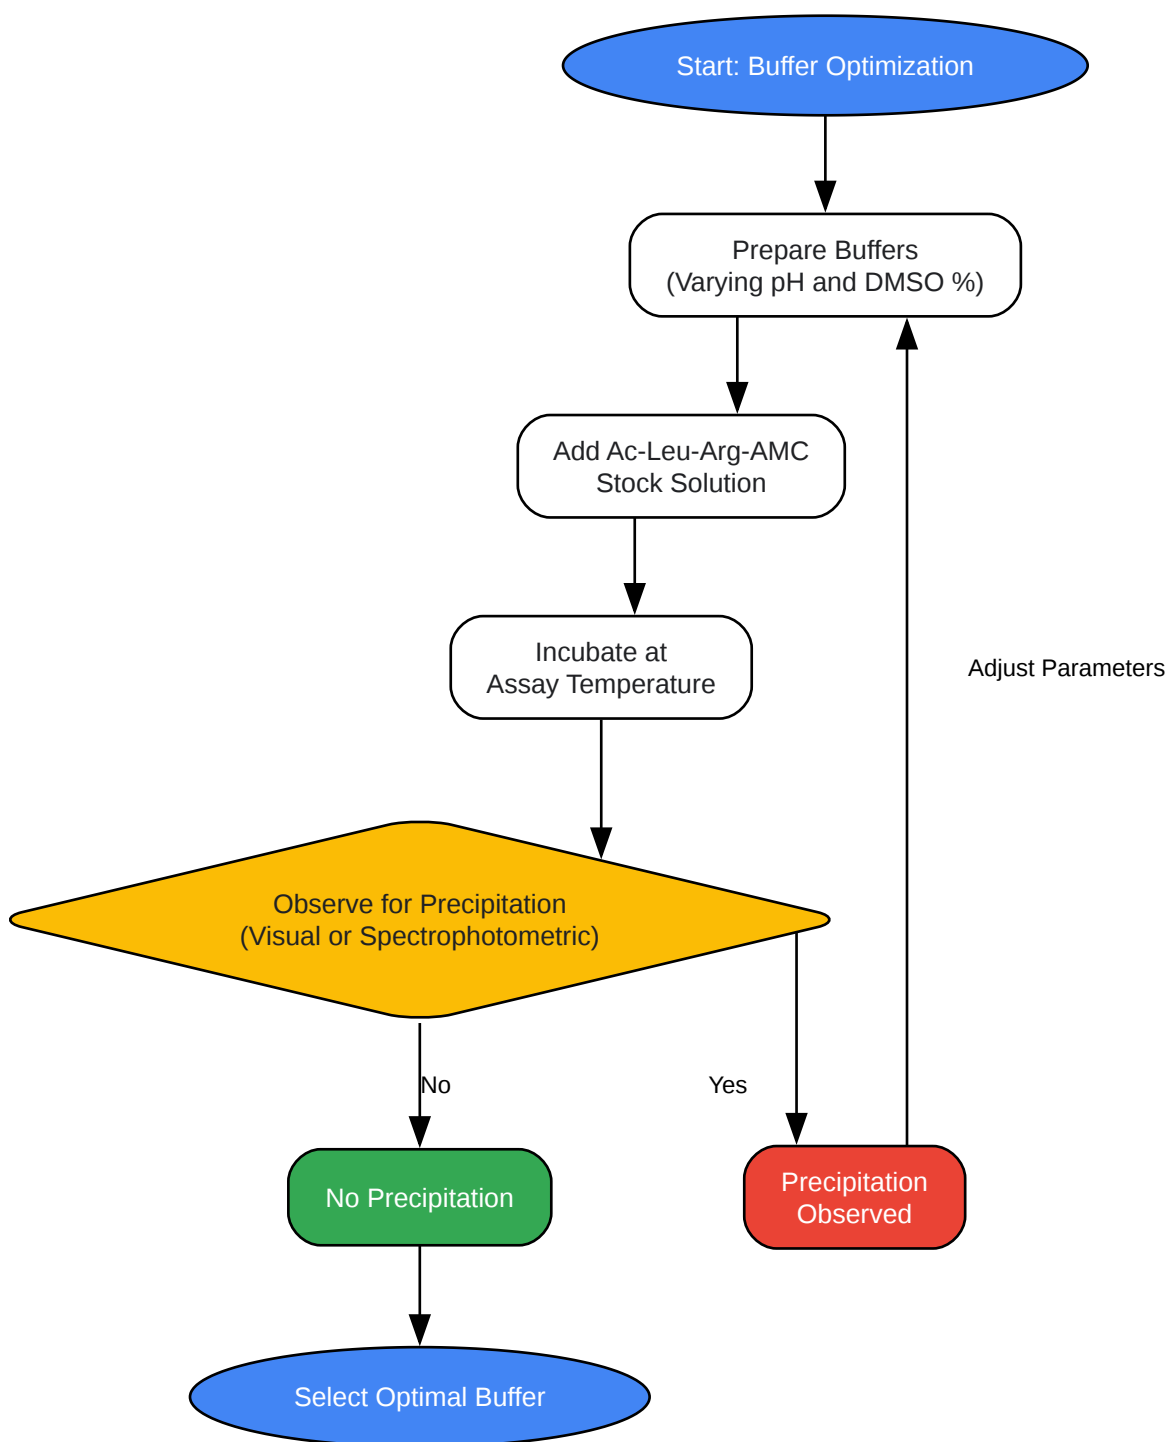 Start: Buffer Optimization
Prepare Buffers
(Varying pH and DMSO %)
Add Ac-Leu-Arg-AMC
Stock Solution
Incubate at
Assay Temperature
Adjust Parameters
Observe for Precipitation
(Visual or Spectrophotometric)
No
Yes
No Precipitation
Precipitation
Observed
Select Optimal Buffer